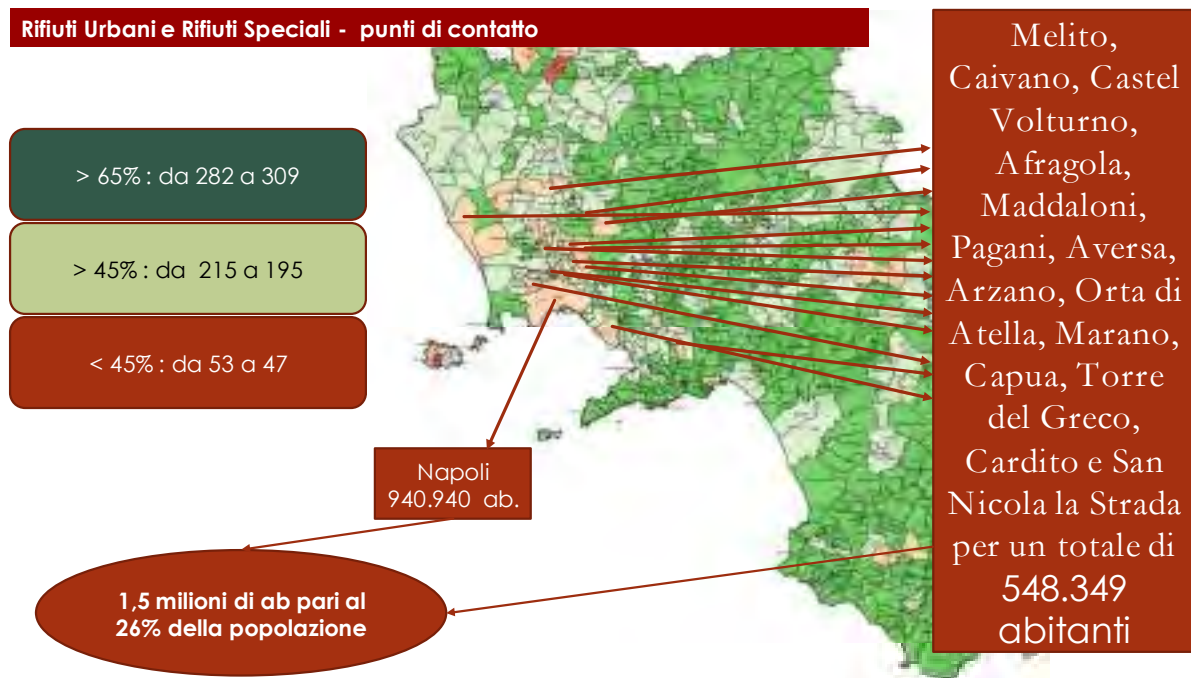 Rifiuti Urbani e Rifiuti Speciali - punti di contatto
> 65% : da 282 a 309
> 45% : da 215 a 195
< 45% : da 53 a 47
Napoli
940.940 ab.
1,5 milioni di ab pari al
26% della popolazione
Melito,
Caivano, Castel
Volturno,
Afragola,
Maddaloni,
Pagani, Aversa,
Arzano, Orta di
Atella, Marano,
Capua, Torre
del Greco,
Cardito e San
Nicola la Strada
per un totale di
548.349
abitanti